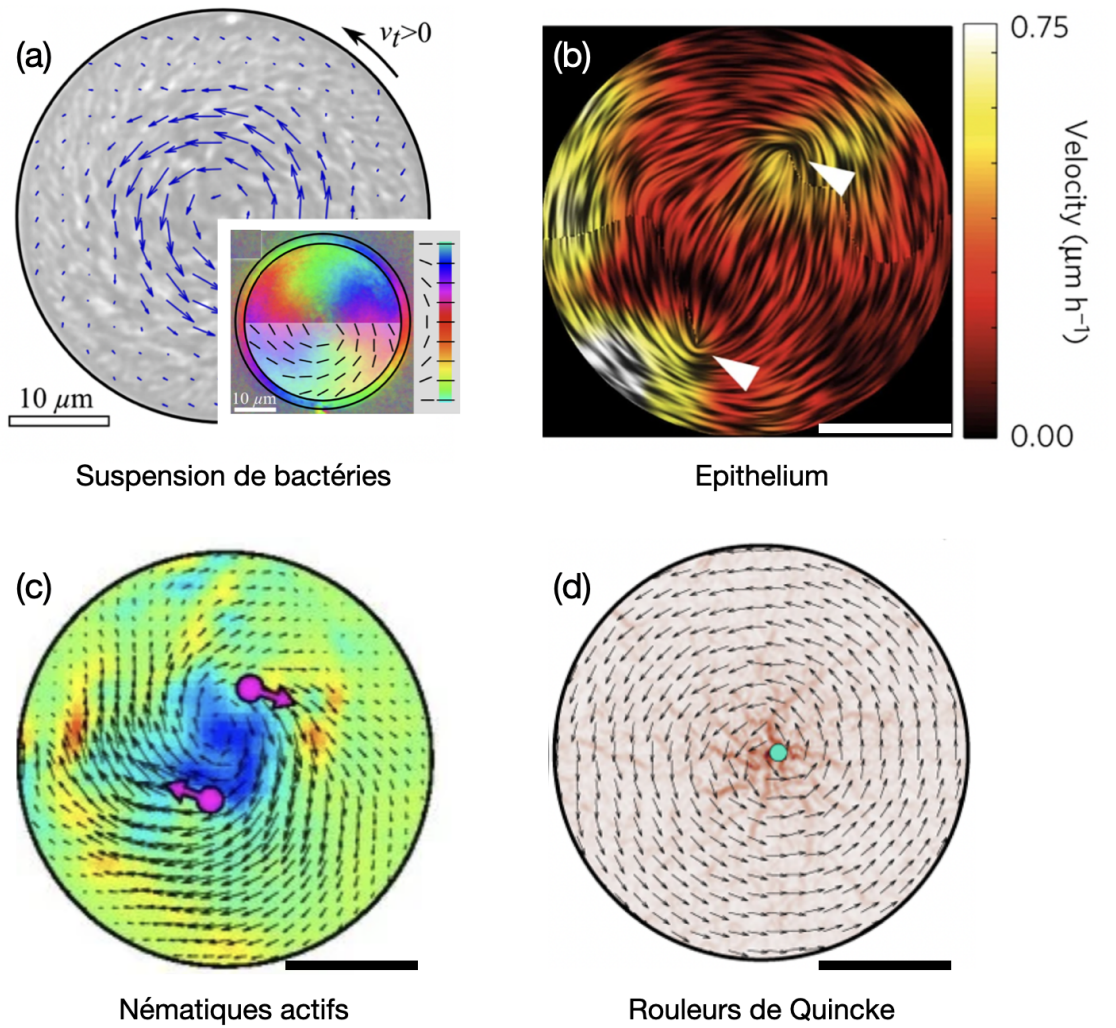 (a)
vₜ>0
10 μm
10 μm
Suspension de bactéries
(b)
0.75
Velocity (μm h⁻¹)
0.00
Epithelium
(c)
Nématiques actifs
(d)
Rouleurs de Quincke